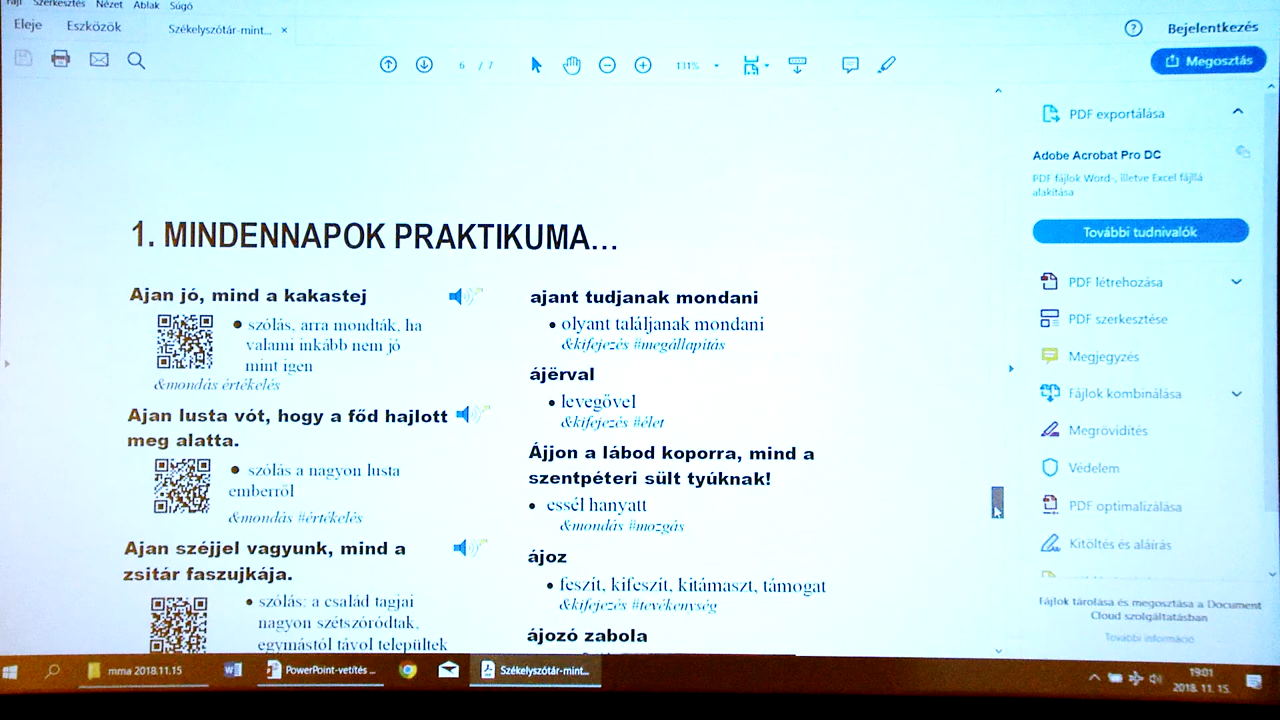 Fájl Szerkesztés Nézet Ablak Súgó
Eleje Eszközök Székelyszótár-mint... ×
Bejelentkezés
6 / 7
131%
Megosztás
PDF exportálása
Adobe Acrobat Pro DC
PDF fájlok Word-, illetve Excel fájllá
alakítása
További tudnivalók
PDF létrehozása
PDF szerkesztése
Megjegyzés
Fájlok kombinálása
Megrövidítés
Védelem
PDF optimalizálása
Kitöltés és aláírás
Fájlok tárolása és megosztása a Document
Cloud szolgáltatásban
További információ
1. MINDENNAPOK PRAKTIKUMA...
Ajan jó, mind a kakastej
• szólás, arra mondták, ha
valami inkább nem jó
mint igen
&mondás értékelés
Ajan lusta vót, hogy a főd hajlott
meg alatta.
• szólás a nagyon lusta
emberről
&mondás #értékelés
Ajan széjjel vagyunk, mind a
zsitár faszujkája.
• szólás: a család tagjai
nagyon szétszóródtak,
egymástól távol települtek
ajant tudjanak mondani
• olyant találjanak mondani
&kifejezés #megállapítás
ájërval
• levegővel
&kifejezés #élet
Ájjon a lábod koporra, mind a
szentpéteri sült tyúknak!
• essél hanyatt
&mondás #mozgás
ájoz
• feszít, kifeszít, kitámaszt, támogat
&kifejezés #tevékenység
ájozó zabola
mma 2018.11.15
PowerPoint-vetítés ...
Székelyszótár-mint...
19:01
2018. 11. 15.